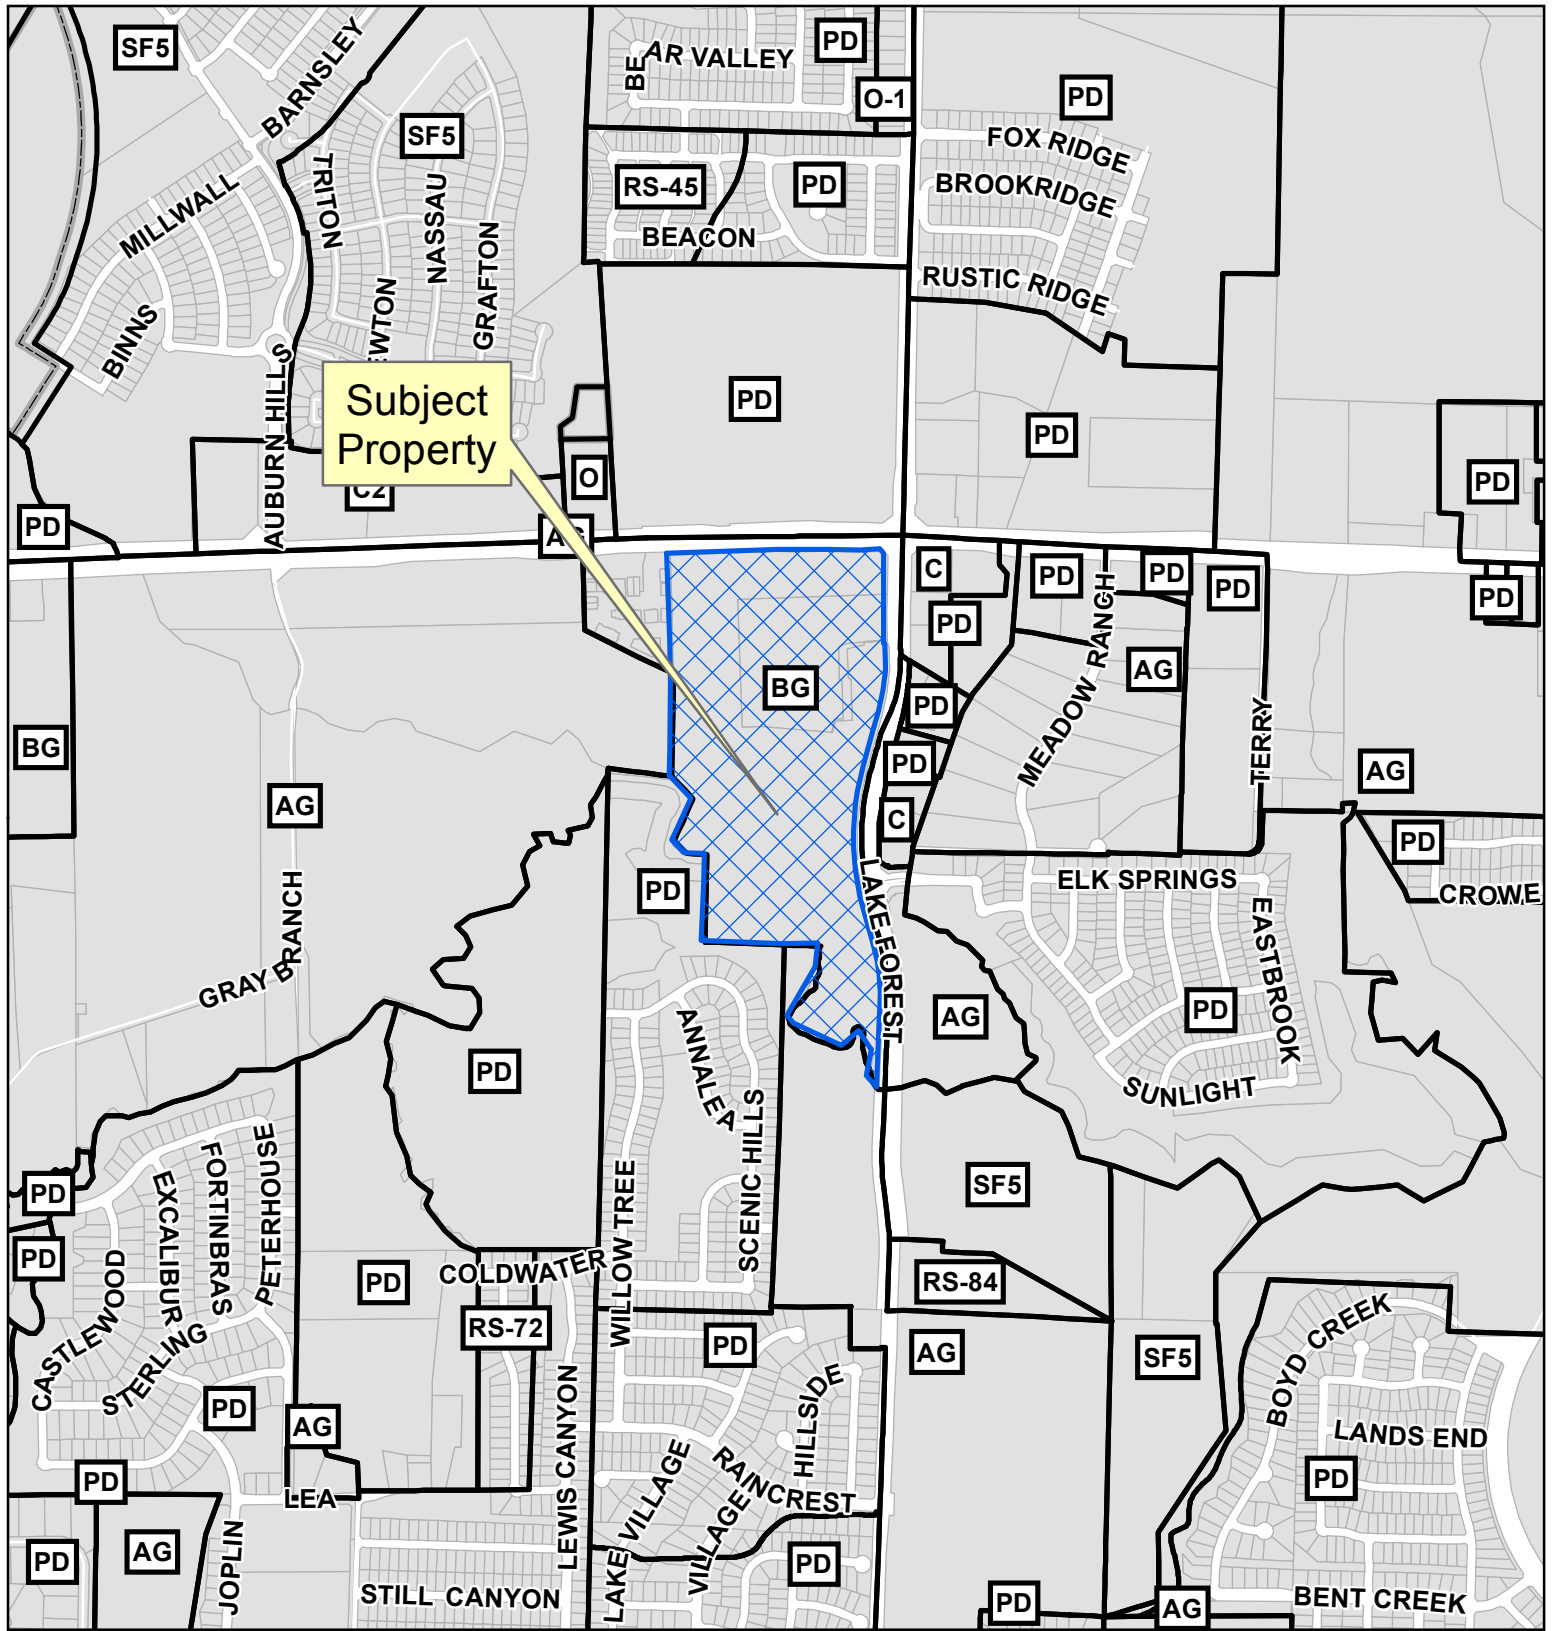 SF5
BARNSLEY
BE
AR VALLEY
PD
O-1
PD
SF5
FOX RIDGE
TRITON
MILLWALL
NASSAU
RS-45
PD
BROOKRIDGE
BEACON
GRAFTON
RUSTIC RIDGE
EWTON
BINNS
AUBURN HILLS
Subject
Property
PD
PD
O
C2
PD
PD
AG
C
PD
PD
PD
PD
PD
MEADOW RANCH
AG
BG
PD
BG
TERRY
PD
AG
AG
C
PD
LAKE FOREST
ELK SPRINGS
PD
CROWE
EASTBROOK
GRAY BRANCH
AG
PD
ANNALEA
PD
SUNLIGHT
SCENIC HILLS
WILLOW TREE
SF5
PD
PD
PETERHOUSE
FORTINBRAS
EXCALIBUR
CASTLEWOOD
STERLING
COLDWATER
PD
RS-84
RS-72
PD
AG
SF5
BOYD CREEK
HILLSIDE
PD
AG
LEWIS CANYON
LANDS END
PD
PD
LEA
RAINCREST
LAKE VILLAGE
VILLAGE
JOPLIN
PD
AG
PD
STILL CANYON
PD
AG
BENT CREEK